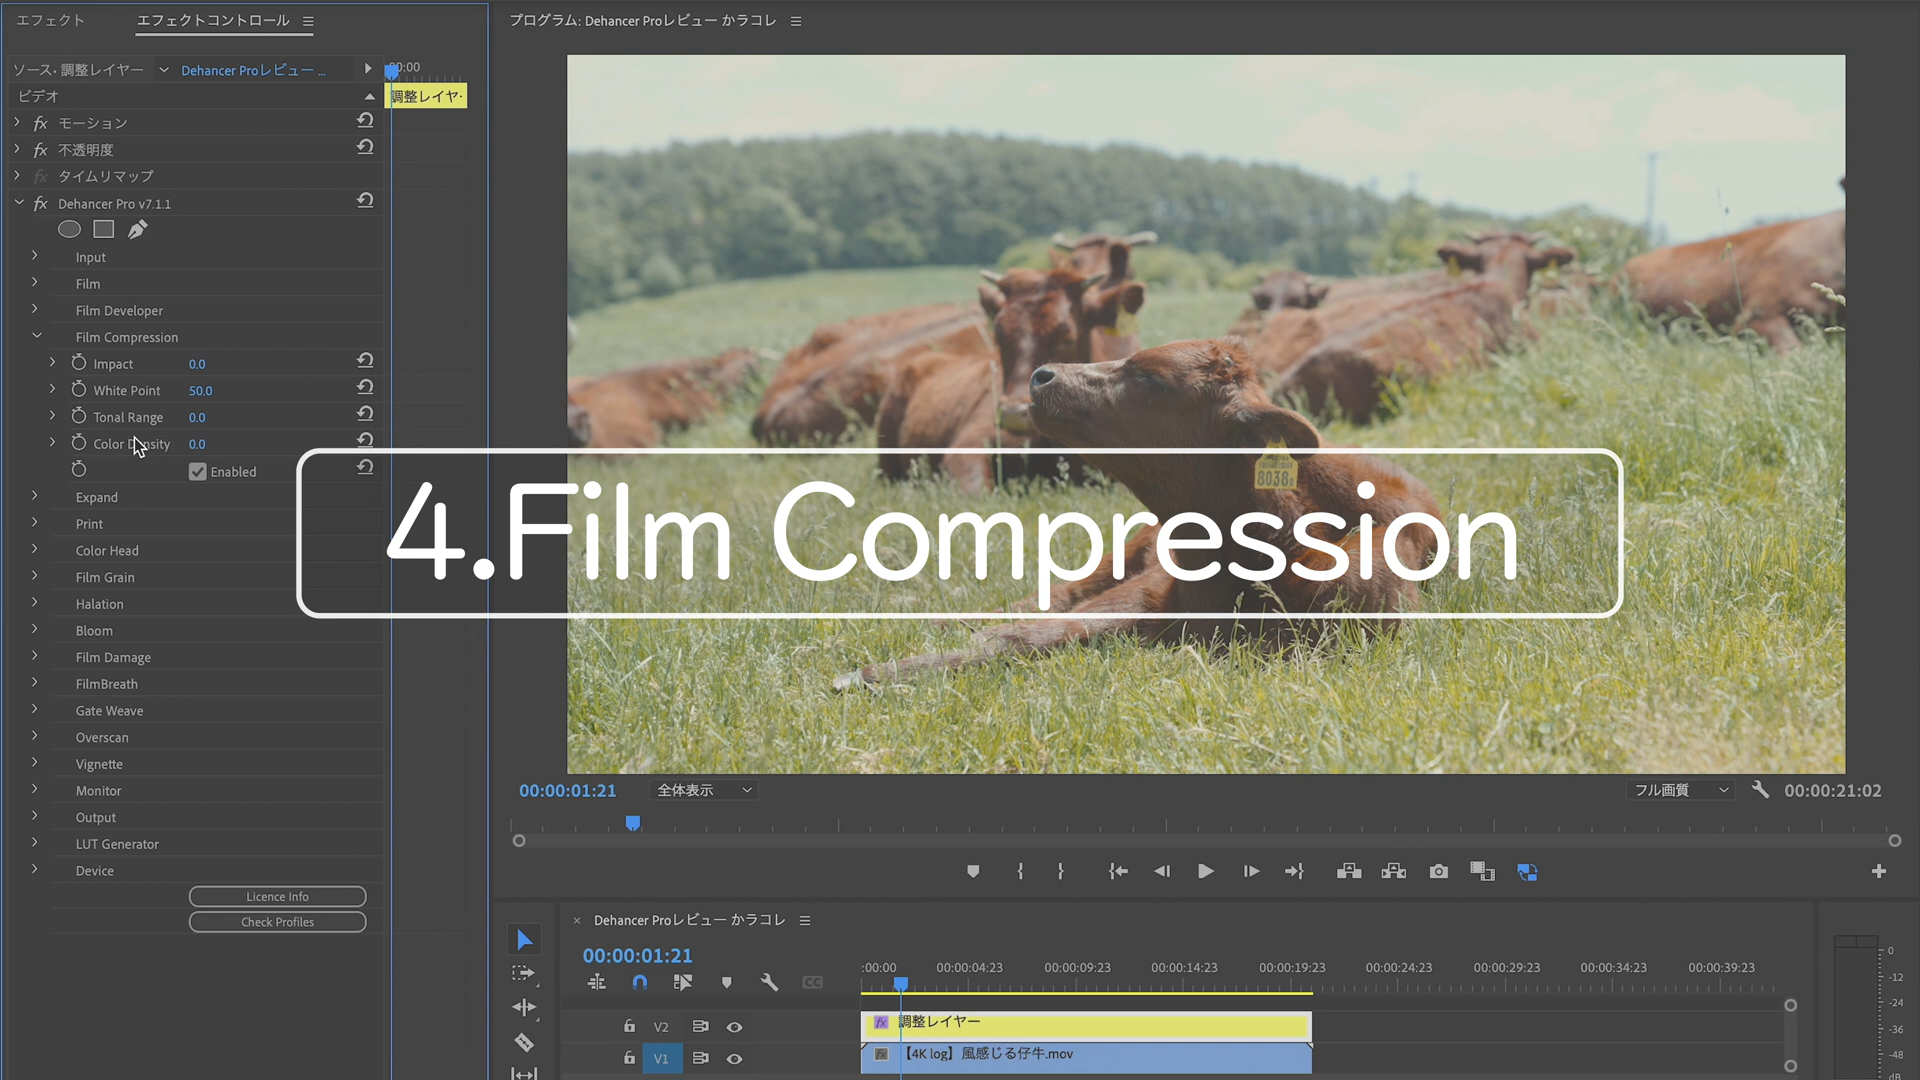 エフェクト
エフェクトコントロール
プログラム: Dehancer Proレビュー かラコレ
ソース・調整レイヤー
Dehancer Proレビュー ...
00:00
ビデオ
調整レイヤ
fx モーション
fx 不透明度
fx タイムリマップ
fx Dehancer Pro v7.1.1
Input
Film
Film Developer
Film Compression
Impact 0.0
White Point 50.0
Tonal Range 0.0
Color Density 0.0
Enabled
Expand
Print
Color Head
Film Grain
Halation
Bloom
Film Damage
FilmBreath
Gate Weave
Overscan
Vignette
Monitor
Output
LUT Generator
Device
Licence Info
Check Profiles
8038
4.Film Compression
00:00:01:21
全体表示
フル画質
00:00:21:02
Dehancer Proレビュー かラコレ
00:00:01:21
:00:00
00:00:04:23
00:00:09:23
00:00:14:23
00:00:19:23
00:00:24:23
00:00:29:23
00:00:34:23
00:00:39:23
V2
fx 調整レイヤー
V1
fx 【4K log】風感じる仔牛.mov
0
-12
-24
-36
-48
dB